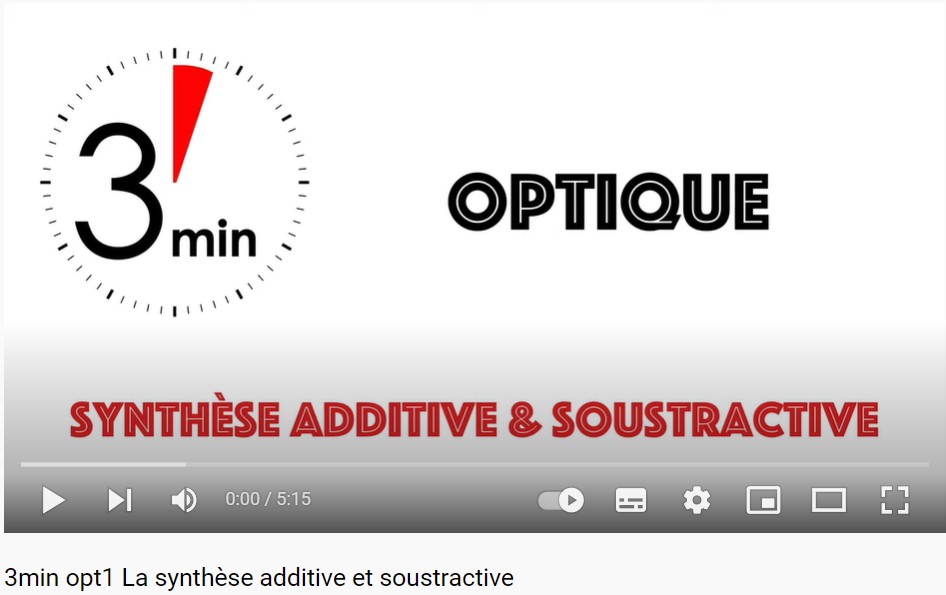 3
min
OPTIQUE
SYNTHÈSE ADDITIVE & SOUSTRACTIVE
0:00 / 5:15
3min opt1 La synthèse additive et soustractive